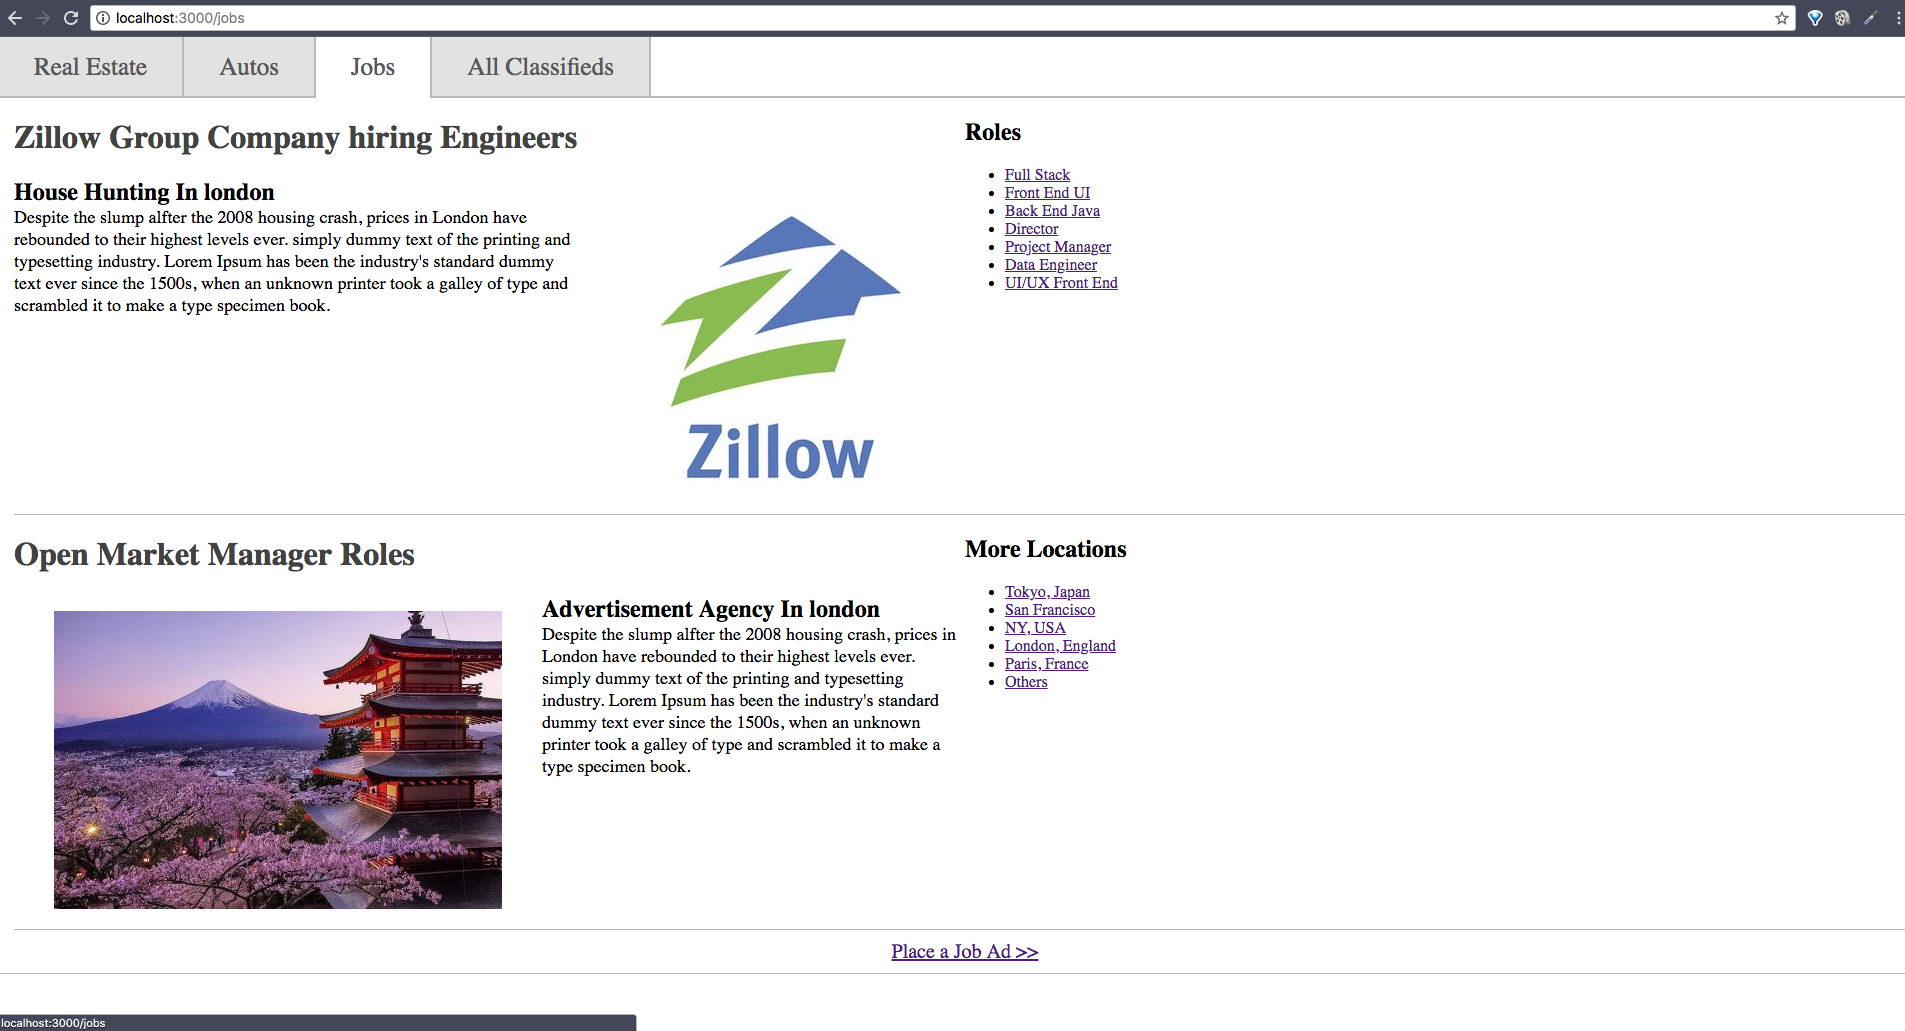 localhost:3000/jobs
Real Estate
Autos
Jobs
All Classifieds
Zillow Group Company hiring Engineers
House Hunting In london
Despite the slump alfter the 2008 housing crash, prices in London have
rebounded to their highest levels ever. simply dummy text of the printing and
typesetting industry. Lorem Ipsum has been the industry's standard dummy
text ever since the 1500s, when an unknown printer took a galley of type and
scrambled it to make a type specimen book.
Zillow
Roles
Full Stack
Front End UI
Back End Java
Director
Project Manager
Data Engineer
UI/UX Front End
Open Market Manager Roles
Advertisement Agency In london
Despite the slump alfter the 2008 housing crash, prices in
London have rebounded to their highest levels ever.
simply dummy text of the printing and typesetting
industry. Lorem Ipsum has been the industry's standard
dummy text ever since the 1500s, when an unknown
printer took a galley of type and scrambled it to make a
type specimen book.
More Locations
Tokyo, Japan
San Francisco
NY, USA
London, England
Paris, France
Others
Place a Job Ad >>
localhost:3000/jobs